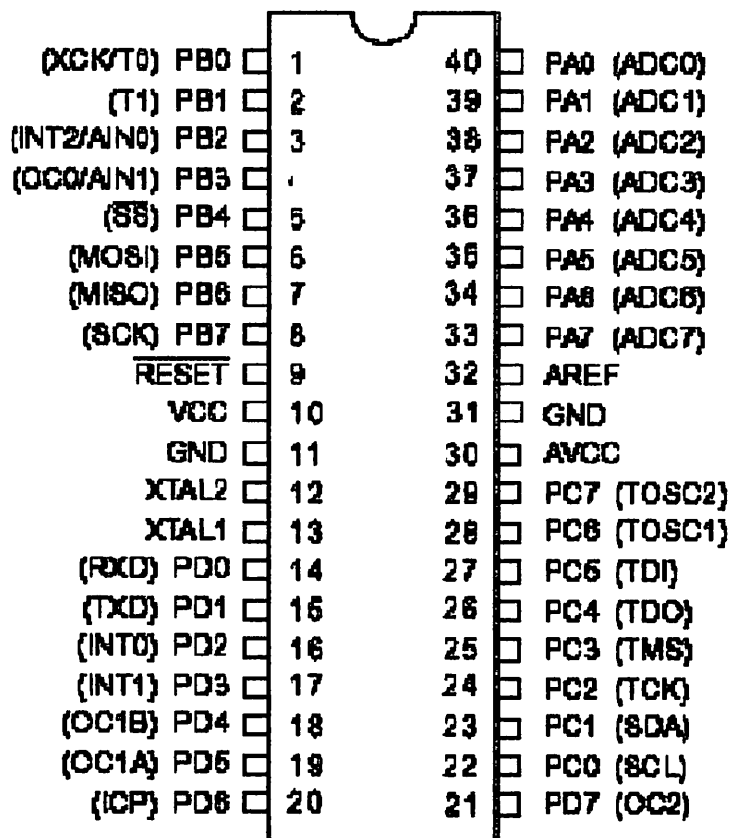 (XCK/T0) PB0 1 40 PA0 (ADC0)
(T1) PB1 2 39 PA1 (ADC1)
(INT2/AIN0) PB2 3 38 PA2 (ADC2)
(OC0/AIN1) PB3 37 PA3 (ADC3)
(SS) PB4 5 36 PA4 (ADC4)
(MOSI) PB5 6 35 PA5 (ADC5)
(MISO) PB6 7 34 PA6 (ADC6)
(SCK) PB7 8 33 PA7 (ADC7)
RESET 9 32 AREF
VCC 10 31 GND
GND 11 30 AVCC
XTAL2 12 29 PC7 (TOSC2)
XTAL1 13 28 PC6 (TOSC1)
(RXD) PD0 14 27 PC5 (TDI)
(TXD) PD1 15 26 PC4 (TDO)
(INT0) PD2 16 25 PC3 (TMS)
(INT1) PD3 17 24 PC2 (TCK)
(OC1B) PD4 18 23 PC1 (SDA)
(OC1A) PD5 19 22 PC0 (SCL)
(ICP) PD6 20 21 PD7 (OC2)